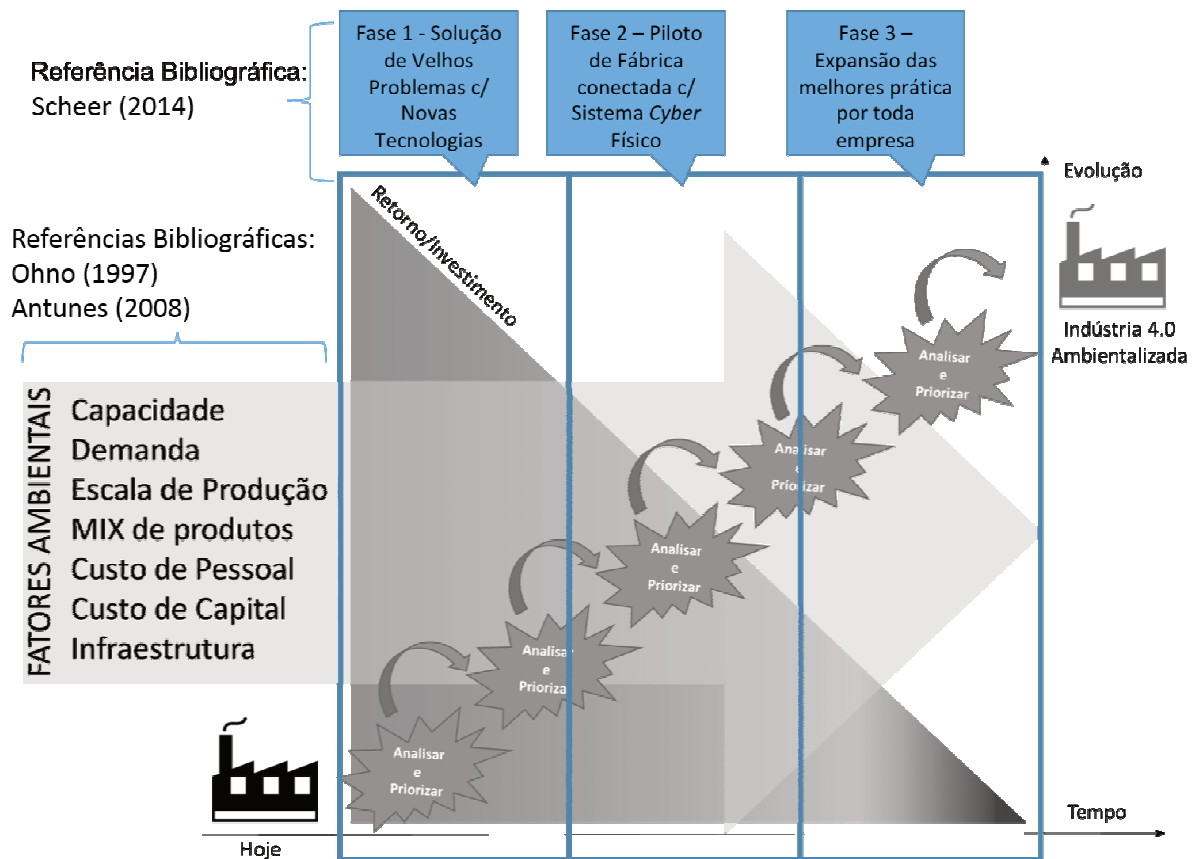 Referência Bibliográfica:
Scheer (2014)
Fase 1 - Solução
de Velhos
Problemas c/
Novas
Tecnologias
Fase 2 – Piloto
de Fábrica
conectada c/
Sistema Cyber
Físico
Fase 3 –
Expansão das
melhores prática
por toda
empresa
Evolução
Retorno/Investimento
Referências Bibliográficas:
Ohno (1997)
Antunes (2008)
Indústria 4.0
Ambientalizada
FATORES AMBIENTAIS
Capacidade
Demanda
Escala de Produção
MIX de produtos
Custo de Pessoal
Custo de Capital
Infraestrutura
Analisar
e
Priorizar
Analisar
e
Priorizar
Analisar
e
Priorizar
Analisar
e
Priorizar
Analisar
e
Priorizar
Hoje
Tempo